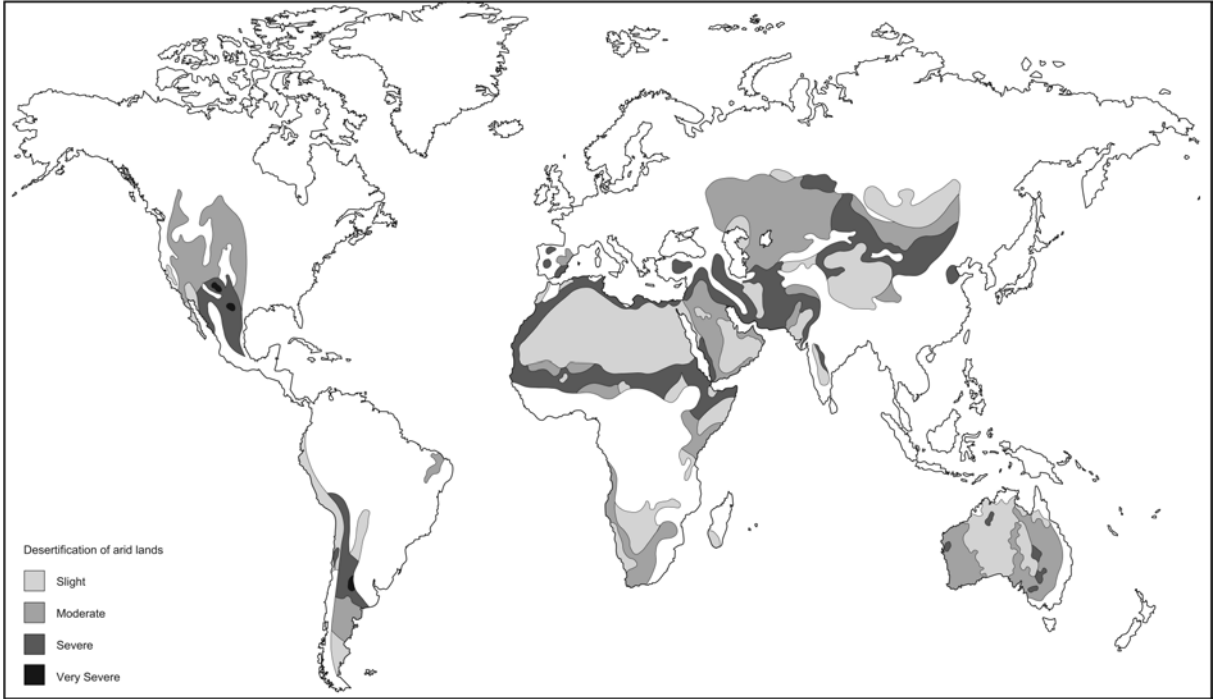 Desertification of arid lands
Slight
Moderate
Severe
Very Severe